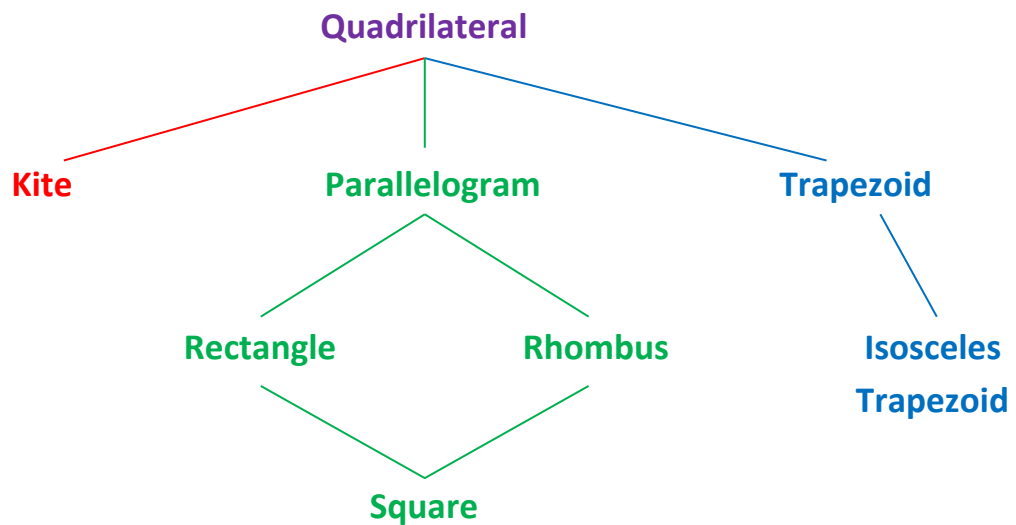 Quadrilateral
Kite
Parallelogram
Trapezoid
Rectangle
Rhombus
Isosceles
Trapezoid
Square